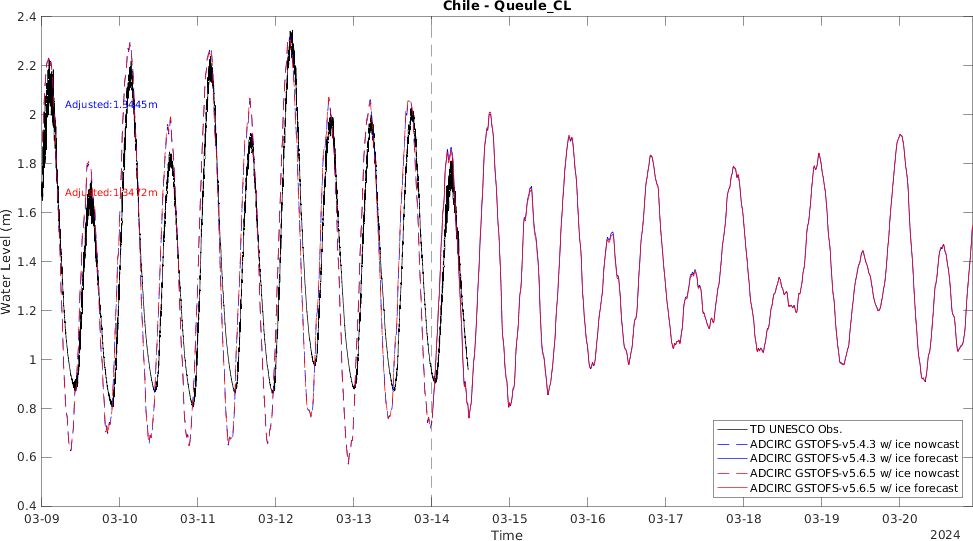 Chile - Queule_CL
2.4
2.2
2
1.8
1.6
1.4
1.2
1
0.8
0.6
0.4
Water Level (m)
Adjusted:1.3445m
Adjusted:1.3472m
TD UNESCO Obs.
ADCIRC GSTOFS-v5.4.3 w/ ice nowcast
ADCIRC GSTOFS-v5.4.3 w/ ice forecast
ADCIRC GSTOFS-v5.6.5 w/ ice nowcast
ADCIRC GSTOFS-v5.6.5 w/ ice forecast
03-09 03-10 03-11 03-12 03-13 03-14 03-15 03-16 03-17 03-18 03-19 03-20
Time
2024